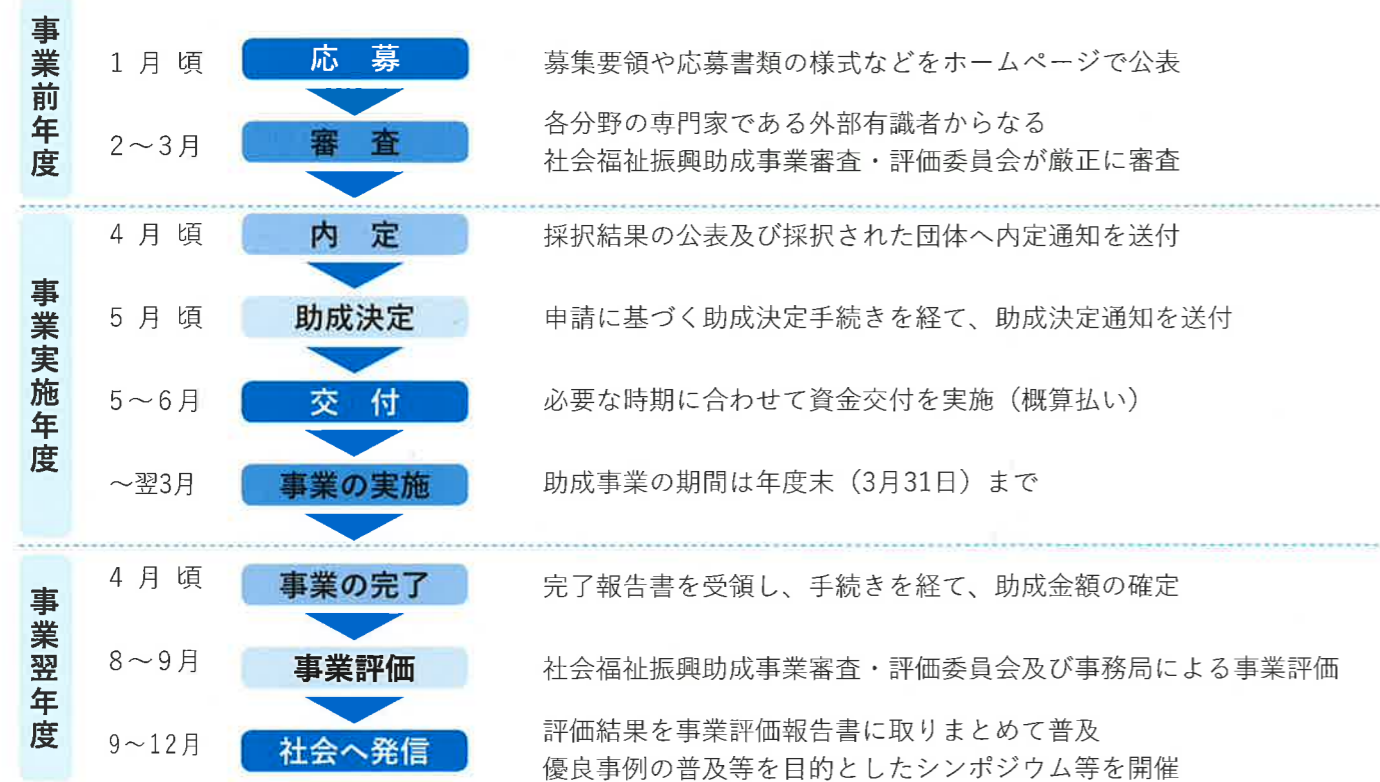 事業前年度
1月頃
応募
募集要領や応募書類の様式などをホームページで公表
2～3月
審査
各分野の専門家である外部有識者からなる
社会福祉振興助成事業審査・評価委員会が厳正に審査
事業実施年度
4月頃
内定
採択結果の公表及び採択された団体へ内定通知を送付
5月頃
助成決定
申請に基づく助成決定手続きを経て、助成決定通知を送付
5～6月
交付
必要な時期に合わせて資金交付を実施（概算払い）
～翌3月
事業の実施
助成事業の期間は年度末（3月31日）まで
事業翌年度
4月頃
事業の完了
完了報告書を受領し、手続きを経て、助成金額の確定
8～9月
事業評価
社会福祉振興助成事業審査・評価委員会及び事務局による事業評価
9～12月
社会へ発信
評価結果を事業評価報告書に取りまとめて普及
優良事例の普及等を目的としたシンポジウム等を開催